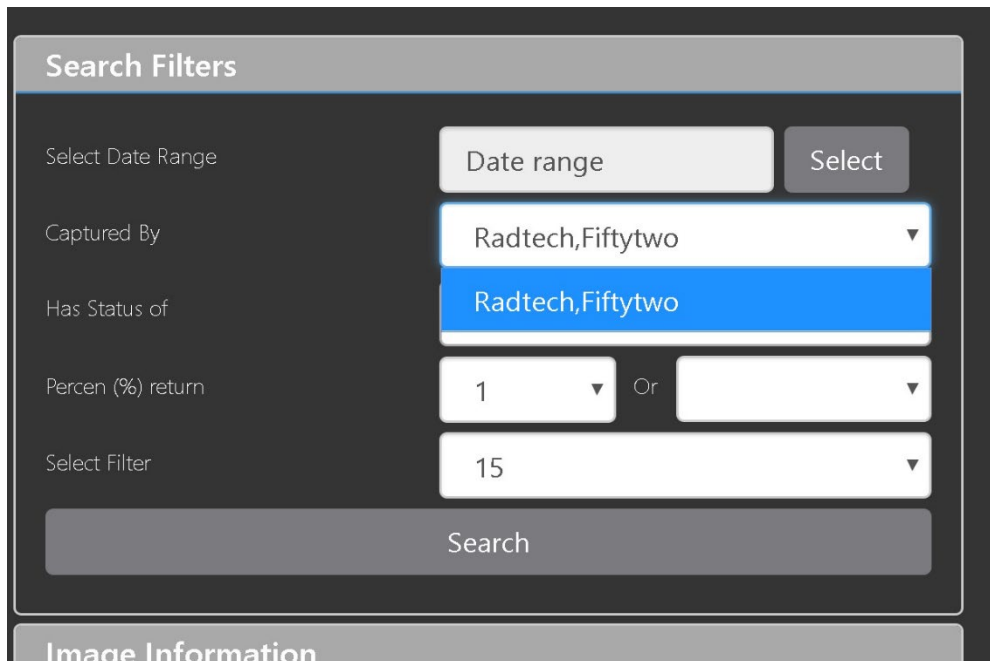 Search Filters
Select Date Range Date range Select
Captured By Radtech,Fiftytwo
Radtech,Fiftytwo
Has Status of
Percen (%) return 1 Or
Select Filter 15
Search
Image Information